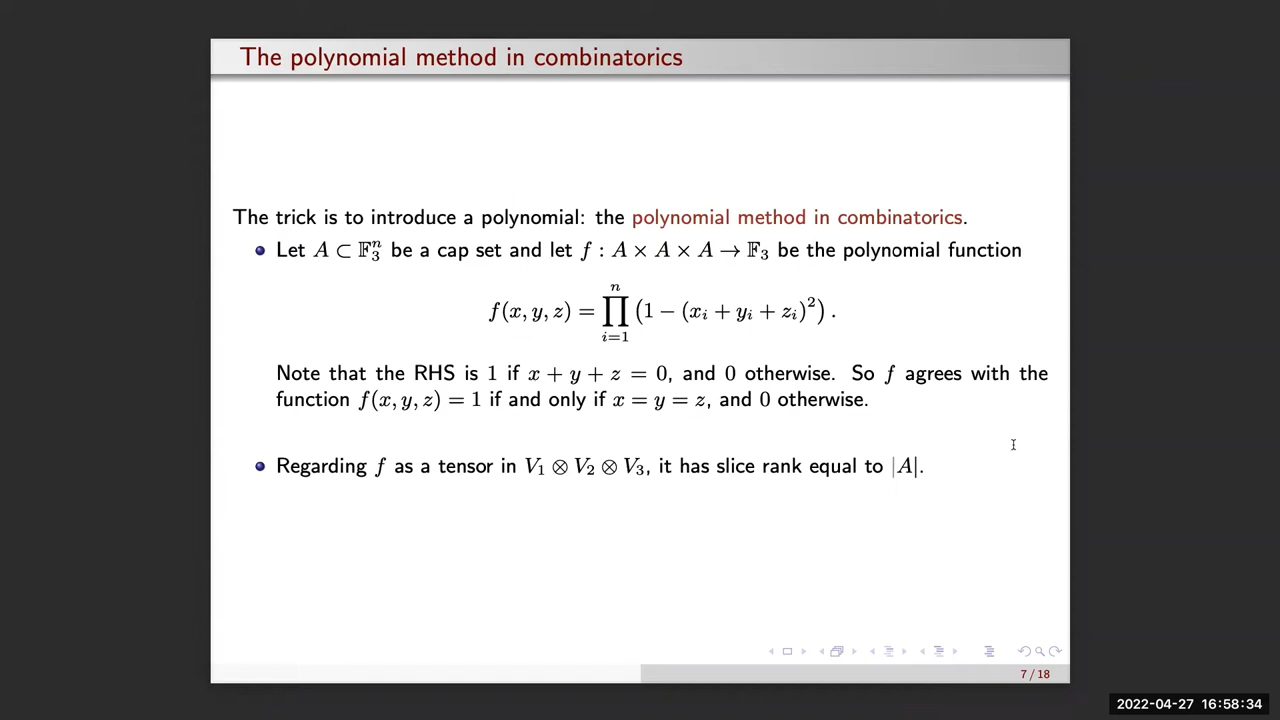 The polynomial method in combinatorics
The trick is to introduce a polynomial: the polynomial method in combinatorics.
Let A ⊂ 𝔽₃ⁿ be a cap set and let f : A × A × A → 𝔽₃ be the polynomial function
f(x, y, z) = ∏ᵢ₌₁ⁿ (1 − (xᵢ + yᵢ + zᵢ)²) .
Note that the RHS is 1 if x + y + z = 0, and 0 otherwise. So f agrees with the
function f(x, y, z) = 1 if and only if x = y = z, and 0 otherwise.
Regarding f as a tensor in V₁ ⊗ V₂ ⊗ V₃, it has slice rank equal to |A|.
7 / 18
2022-04-27 16:58:34